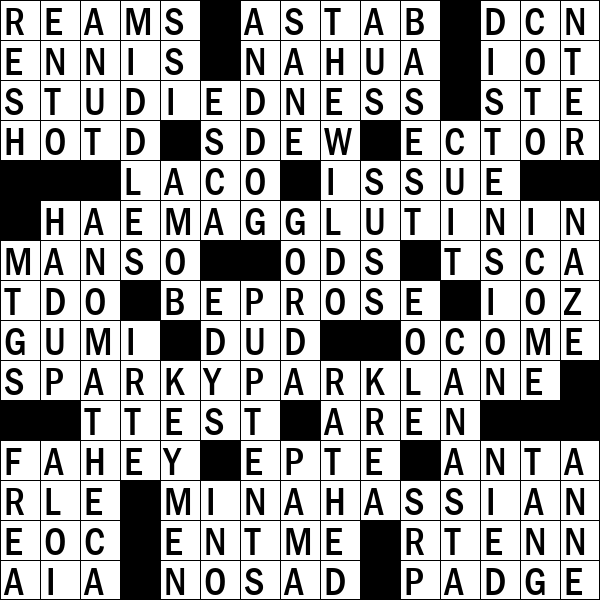 REAMS ASTAB DCN
ENNIS NAHUA IOT
STUDIEDNESS STE
HOTD SDEW ECTOR
LACO ISSUE
HAEMAGGLUTININ
MANSO ODS TSCA
TDO BEPROSE IOZ
GUMI DUD OCOME
SPARKYPARKLANE
TTEST AREN
FAHEY EPTE ANTA
RLE MINAHASSIAN
EOC ENTME RTENN
AIA NOSAD PADGE